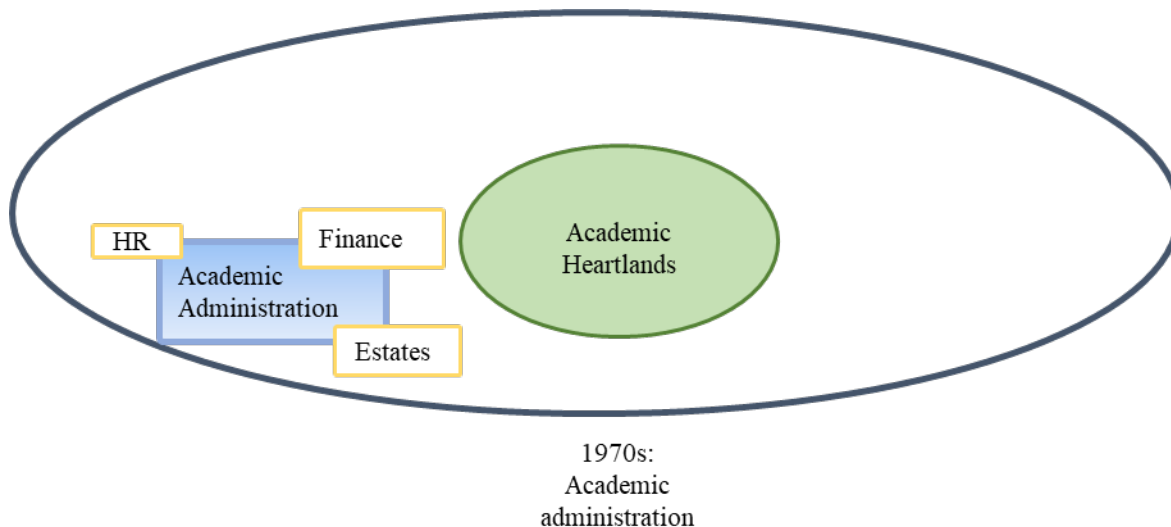 HR
Finance
Academic
Administration
Estates
Academic
Heartlands
1970s:
Academic
administration